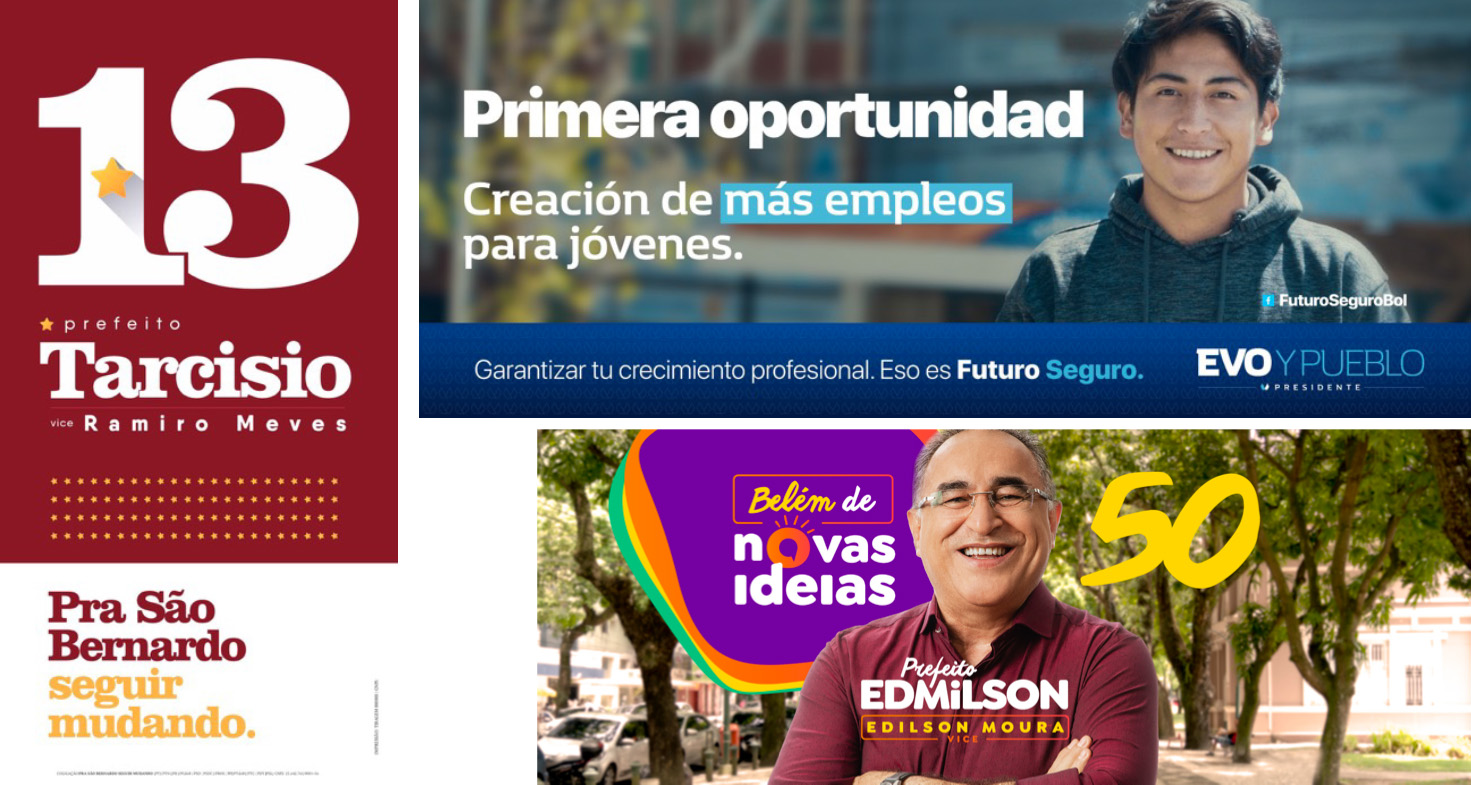 13
prefeito
Tarcisio
vice Ramiro Meves
Pra São
Bernardo
seguir
mudando.
Primera oportunidad
Creación de más empleos
para jóvenes.
FuturoSeguroBol
Garantizar tu crecimiento profesional. Eso es Futuro Seguro.
EVO Y PUEBLO
PRESIDENTE
Belém de
novas
ideias
50
Prefeito
EDMiLSON
EDILSON MOURA
VICE